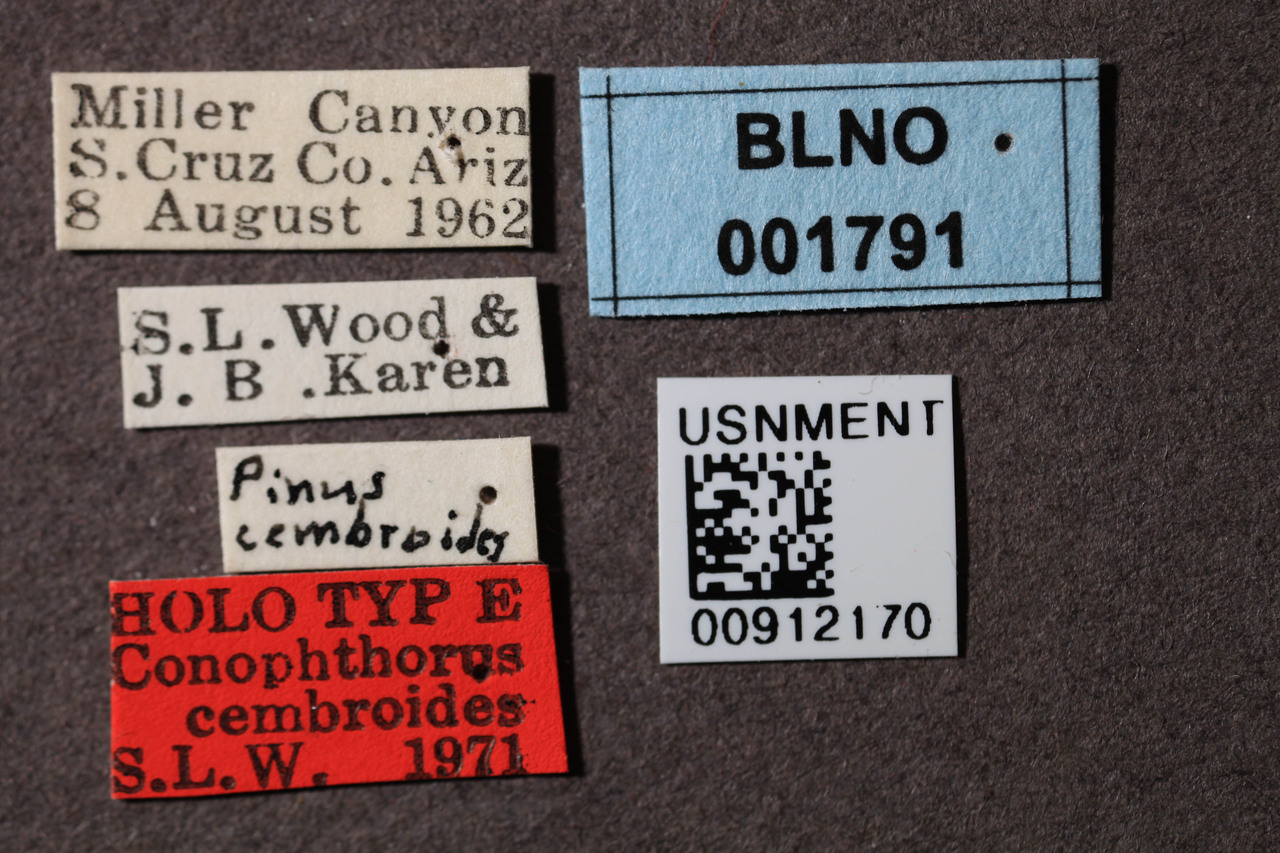 Miller Canyon
S.Cruz Co. Ariz
8 August 1962
S.L.Wood &
J. B .Karen
Pinus
cembroides
HOLO TYP E
Conophthorus
cembroides
S.L.W. 1971
BLNO
001791
USNMENT
00912170